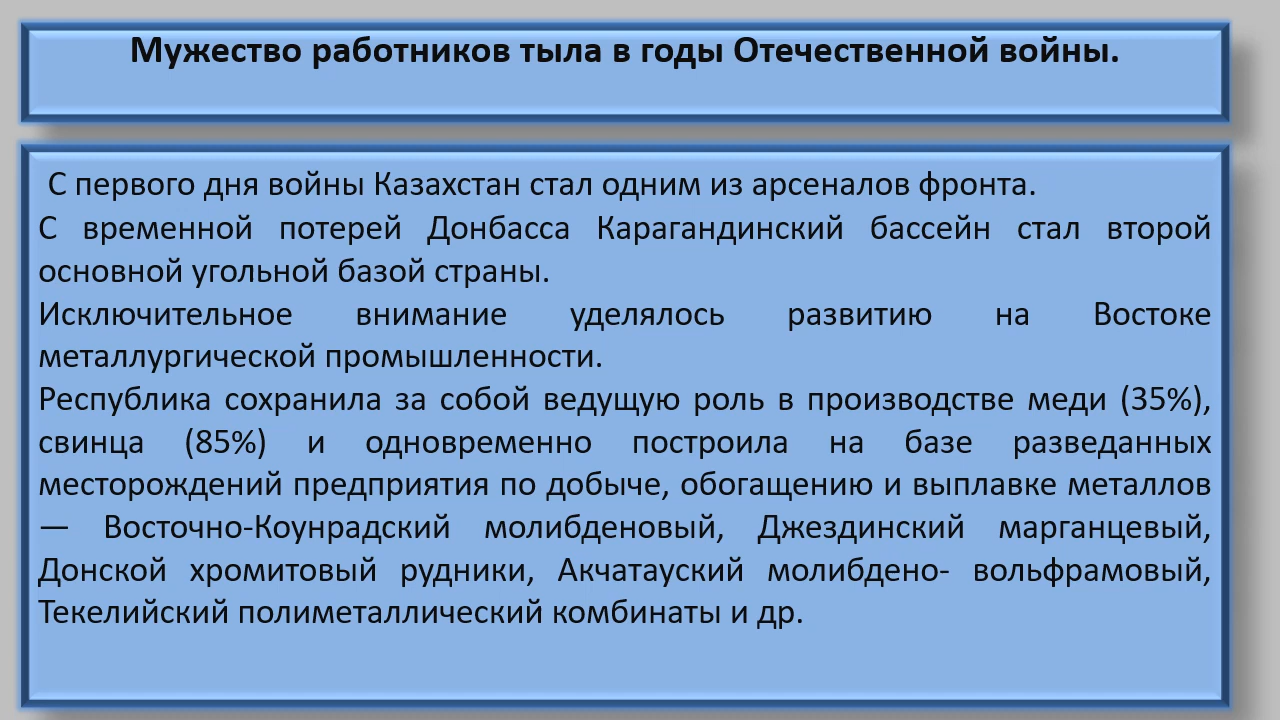 Мужество работников тыла в годы Отечественной войны.
С первого дня войны Казахстан стал одним из арсеналов фронта.
С временной потерей Донбасса Карагандинский бассейн стал второй
основной угольной базой страны.
Исключительное внимание уделялось развитию на Востоке
металлургической промышленности.
Республика сохранила за собой ведущую роль в производстве меди (35%),
свинца (85%) и одновременно построила на базе разведанных
месторождений предприятия по добыче, обогащению и выплавке металлов
— Восточно-Коунрадский молибденовый, Джездинский марганцевый,
Донской хромитовый рудники, Акчатауский молибдено- вольфрамовый,
Текелийский полиметаллический комбинаты и др.